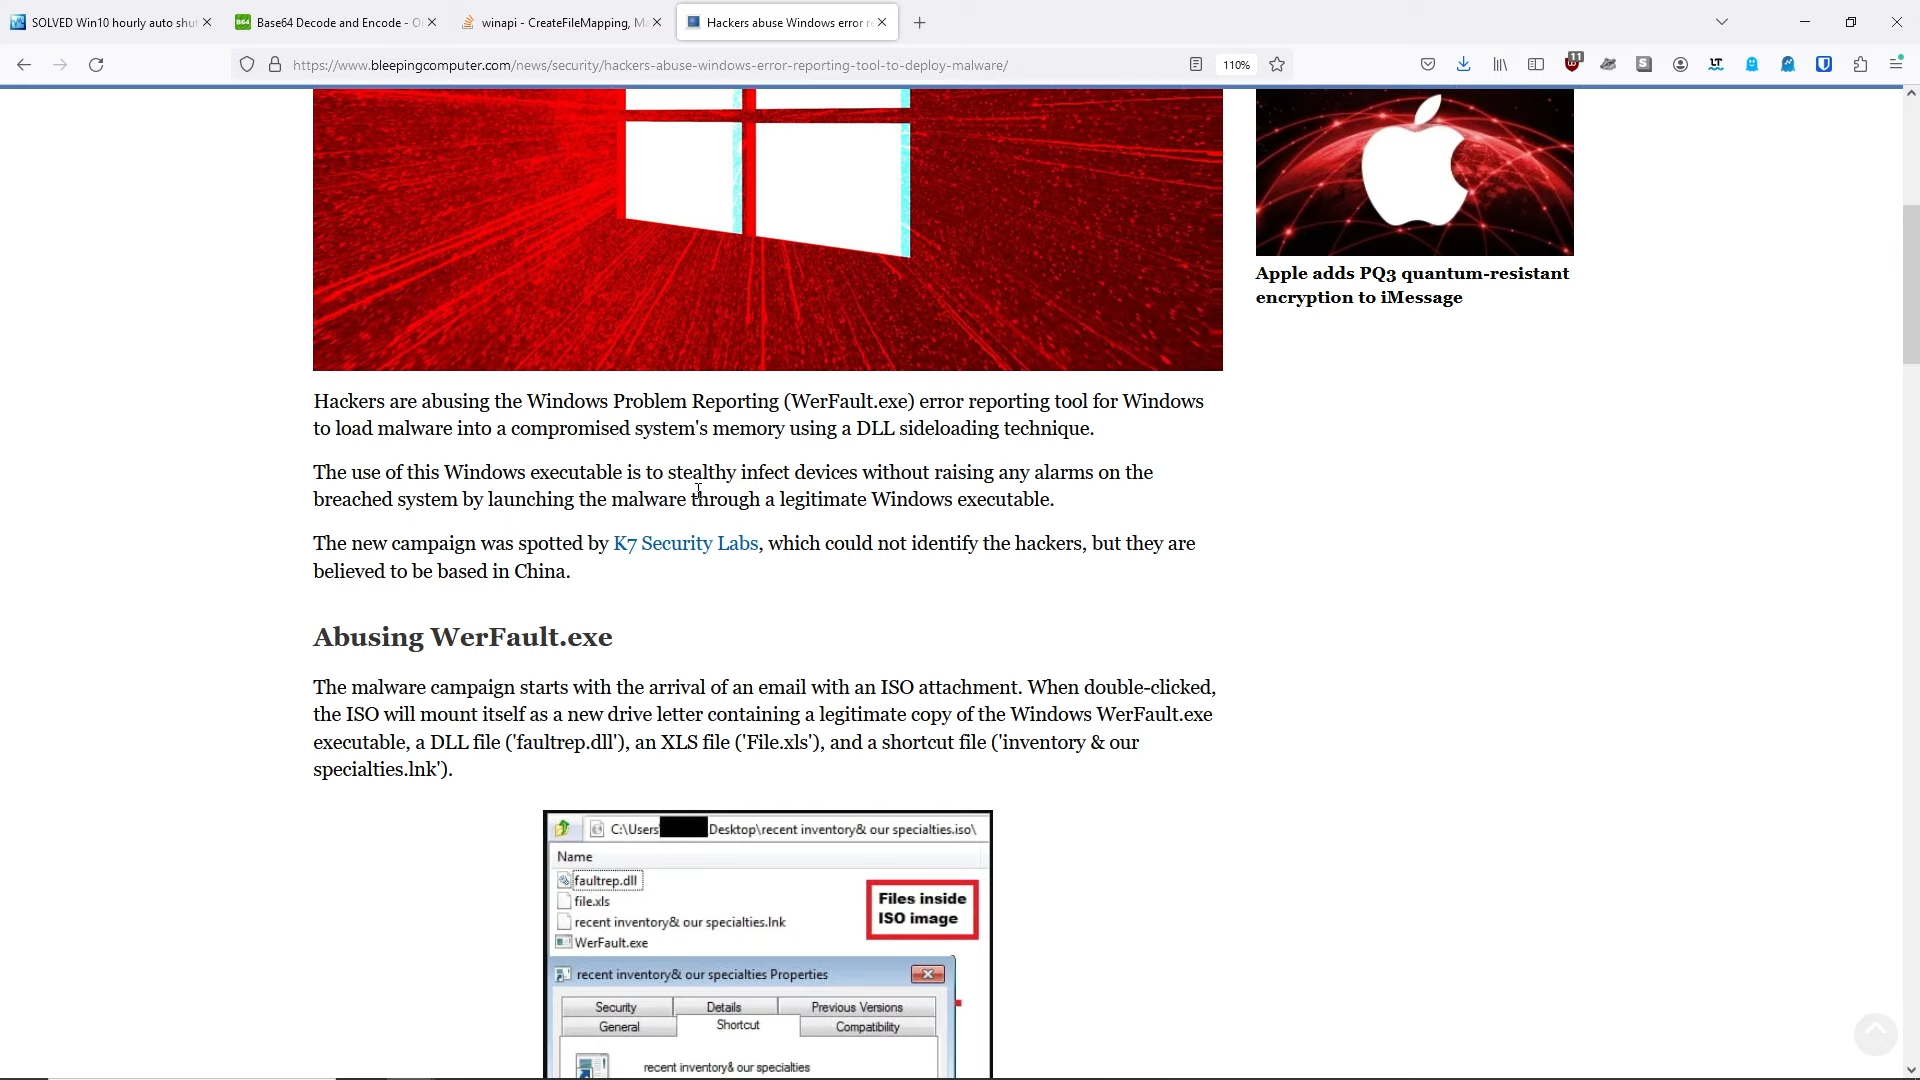 SOLVED Win10 hourly auto shu
Base64 Decode and Encode - O
winapi - CreateFileMapping, M
Hackers abuse Windows error r
https://www.bleepingcomputer.com/news/security/hackers-abuse-windows-error-reporting-tool-to-deploy-malware/
110%
11
Apple adds PQ3 quantum-resistant
encryption to iMessage
Hackers are abusing the Windows Problem Reporting (WerFault.exe) error reporting tool for Windows
to load malware into a compromised system's memory using a DLL sideloading technique.
The use of this Windows executable is to stealthy infect devices without raising any alarms on the
breached system by launching the malware through a legitimate Windows executable.
The new campaign was spotted by K7 Security Labs, which could not identify the hackers, but they are
believed to be based in China.
Abusing WerFault.exe
The malware campaign starts with the arrival of an email with an ISO attachment. When double-clicked,
the ISO will mount itself as a new drive letter containing a legitimate copy of the Windows WerFault.exe
executable, a DLL file ('faultrep.dll'), an XLS file ('File.xls'), and a shortcut file ('inventory & our
specialties.lnk').
C:\Users\ Desktop\recent inventory& our specialties.iso\
Name
faultrep.dll
file.xls
recent inventory& our specialties.lnk
WerFault.exe
Files inside
ISO image
recent inventory& our specialties Properties
Security Details Previous Versions
General Shortcut Compatibility
recent inventory& our specialties